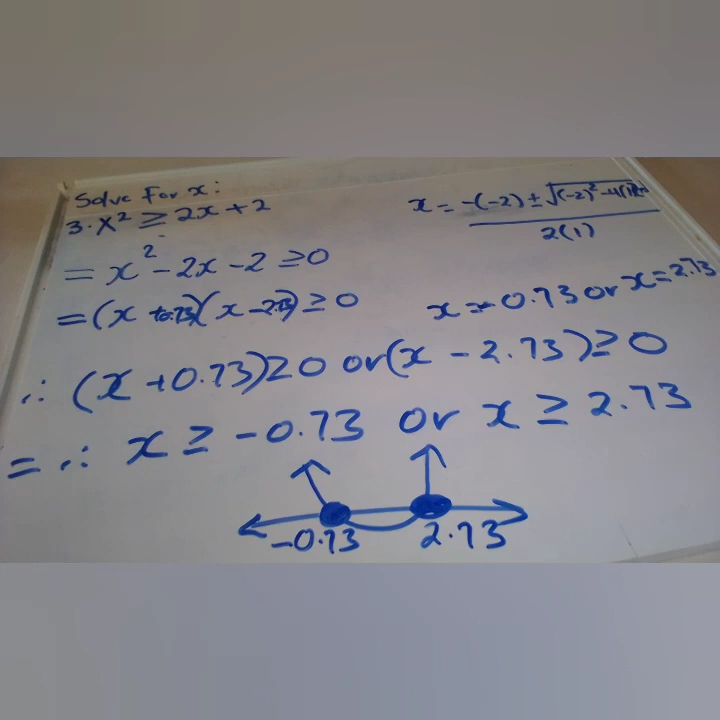 Solve For x:
3. x² ≥ 2x + 2
= x² - 2x - 2 ≥ 0
= (x +0.73)(x - 2.73) ≥ 0
x = -(-2) ± √(-2)² - 4(1)(-2)
2(1)
x = -0.73 or x = 2.73
∴ (x + 0.73) ≥ 0 or (x - 2.73) ≥ 0
= ∴ x ≥ -0.73 or x ≥ 2.73
-0.73 2.73